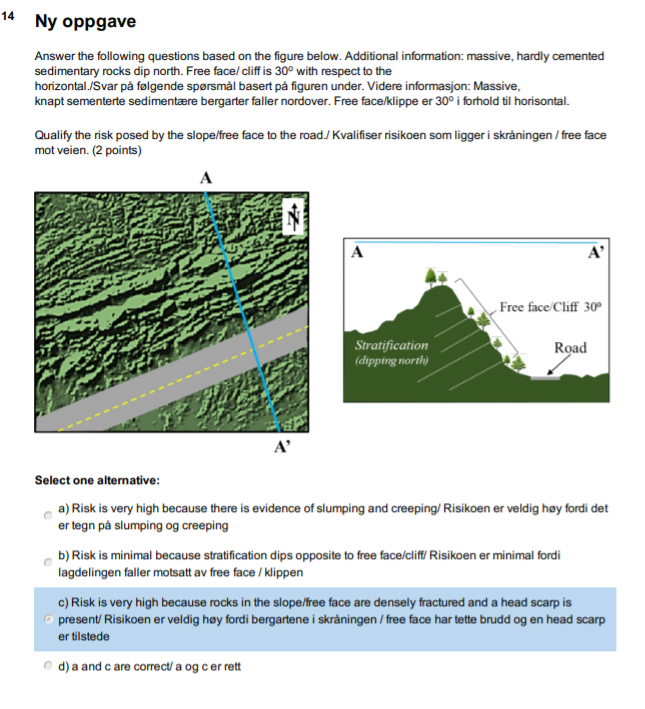 14
Ny oppgave
Answer the following questions based on the figure below. Additional information: massive, hardly cemented
sedimentary rocks dip north. Free face/ cliff is 30º with respect to the
horizontal./Svar på følgende spørsmål basert på figuren under. Videre informasjon: Massive,
knapt sementerte sedimentære bergarter faller nordover. Free face/klippe er 30º i forhold til horisontal.
Qualify the risk posed by the slope/free face to the road./ Kvalifiser risikoen som ligger i skråningen / free face
mot veien. (2 points)
A
N
A'
A A'
Free face/Cliff 30º
Stratification
(dipping north)
Road
Select one alternative:
a) Risk is very high because there is evidence of slumping and creeping/ Risikoen er veldig høy fordi det
er tegn på slumping og creeping
b) Risk is minimal because stratification dips opposite to free face/cliff/ Risikoen er minimal fordi
lagdelingen faller motsatt av free face / klippen
c) Risk is very high because rocks in the slope/free face are densely fractured and a head scarp is
present/ Risikoen er veldig høy fordi bergartene i skråningen / free face har tette brudd og en head scarp
er tilstede
d) a and c are correct/ a og c er rett